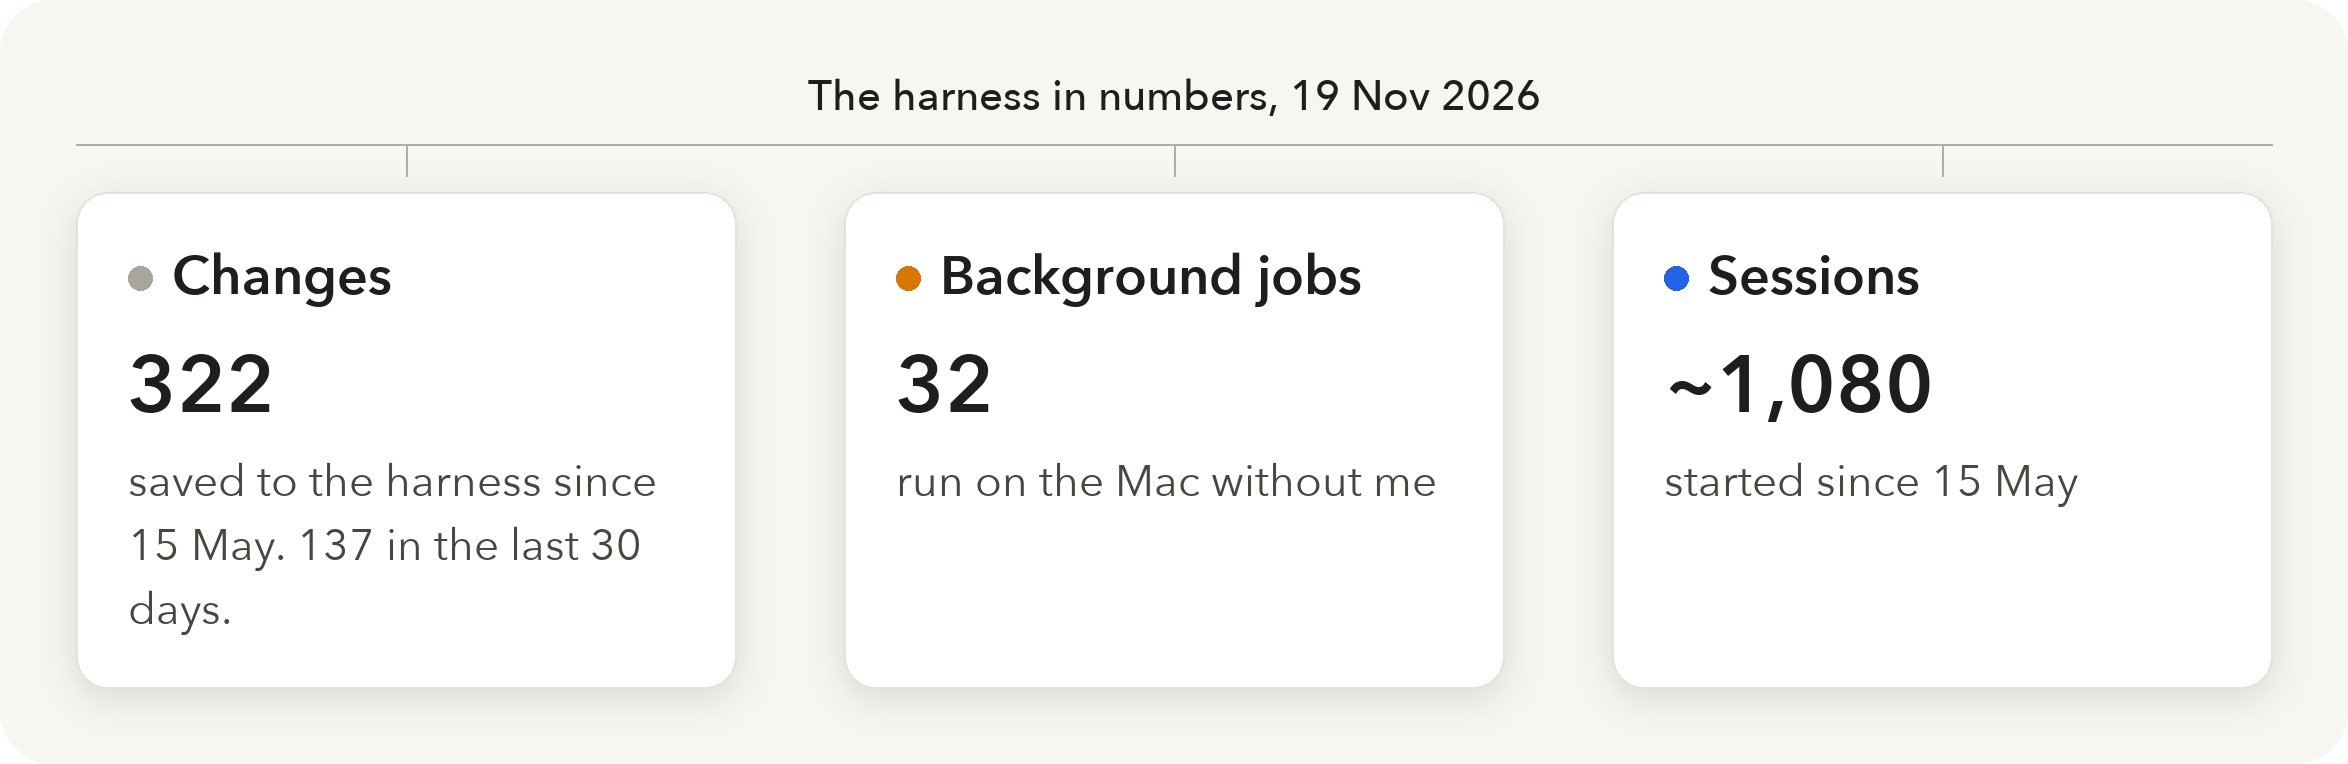 The harness in numbers, 19 Nov 2026
Changes
322
saved to the harness since
15 May. 137 in the last 30
days.
Background jobs
32
run on the Mac without me
Sessions
~1,080
started since 15 May